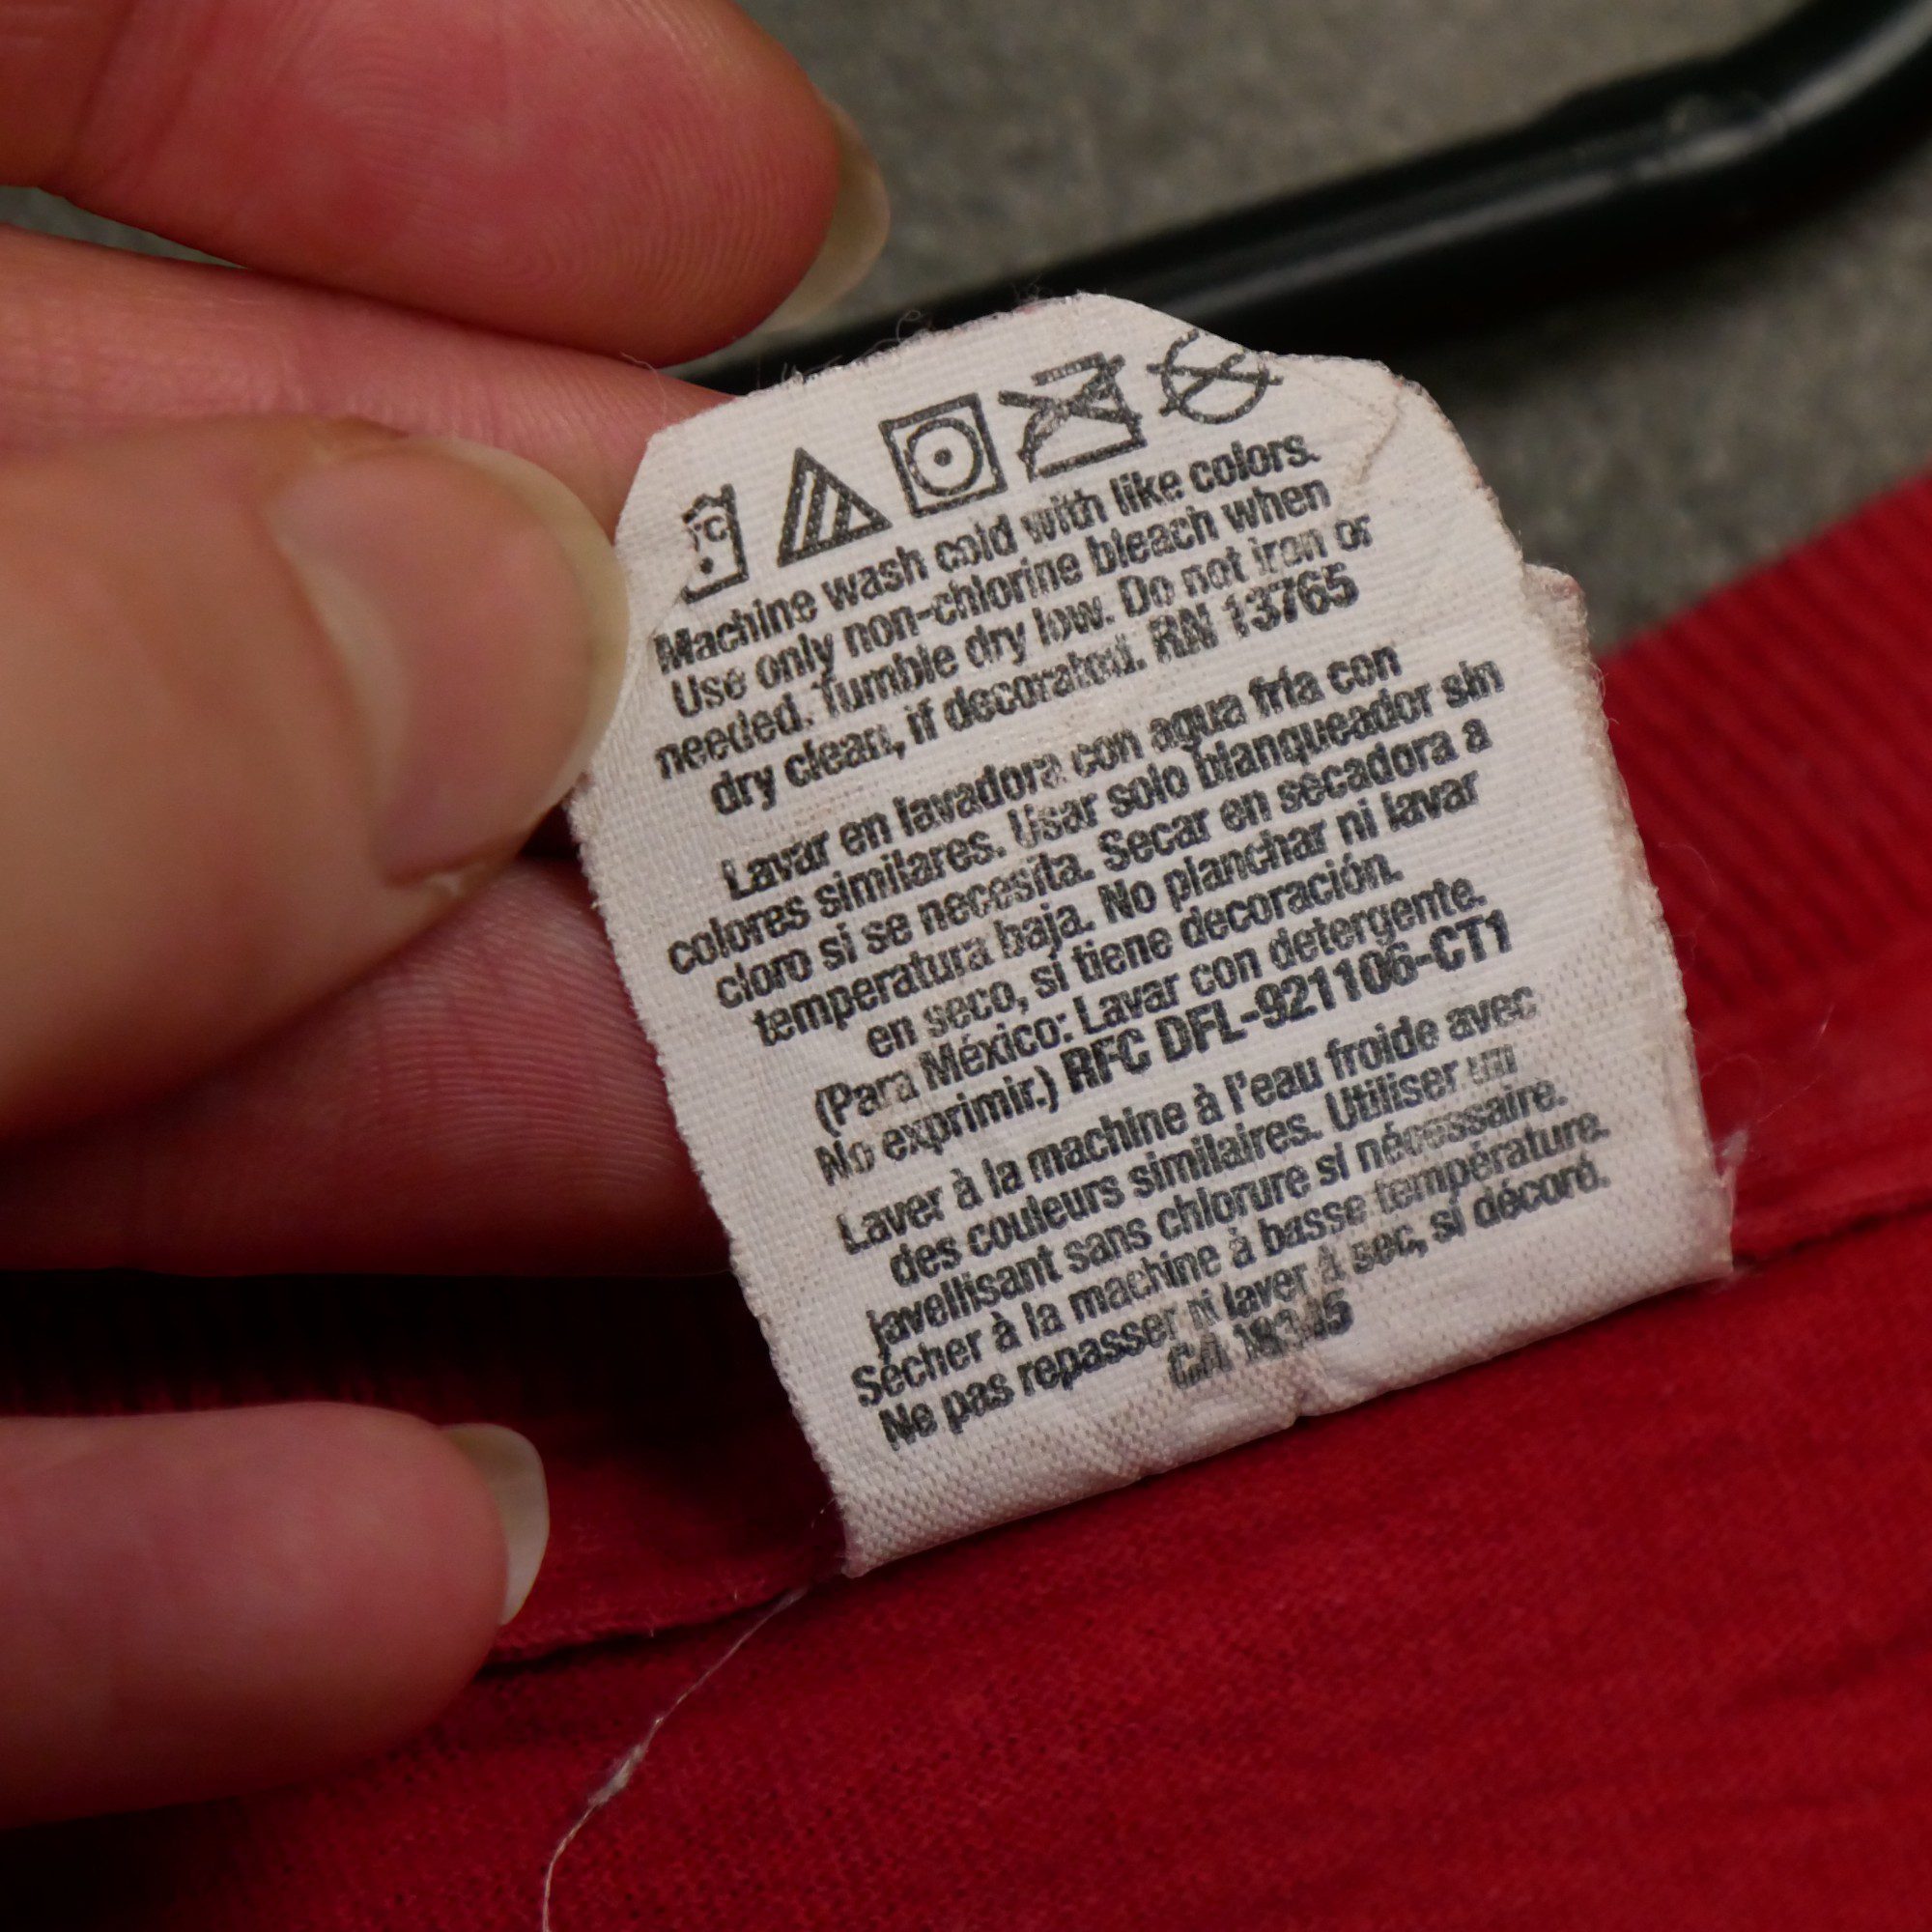 Machine wash cold with like colors.
Use only non-chlorine bleach when
needed. Tumble dry low. Do not iron or
dry clean, if decorated. RN 13765
Lavar en lavadora con agua fría con
colores similares. Usar solo blanqueador sin
cloro si se necesita. Secar en secadora a
temperatura baja. No planchar ni lavar
en seco, si tiene decoración.
(Para México: Lavar con detergente.
No exprimir.) RFC DFL-921106-CT1
Laver à la machine à l'eau froide avec
des couleurs similaires. Utiliser un
javellisant sans chlorure si nécessaire.
Sécher à la machine à basse température.
Ne pas repasser ni laver à sec, si décoré.
CA